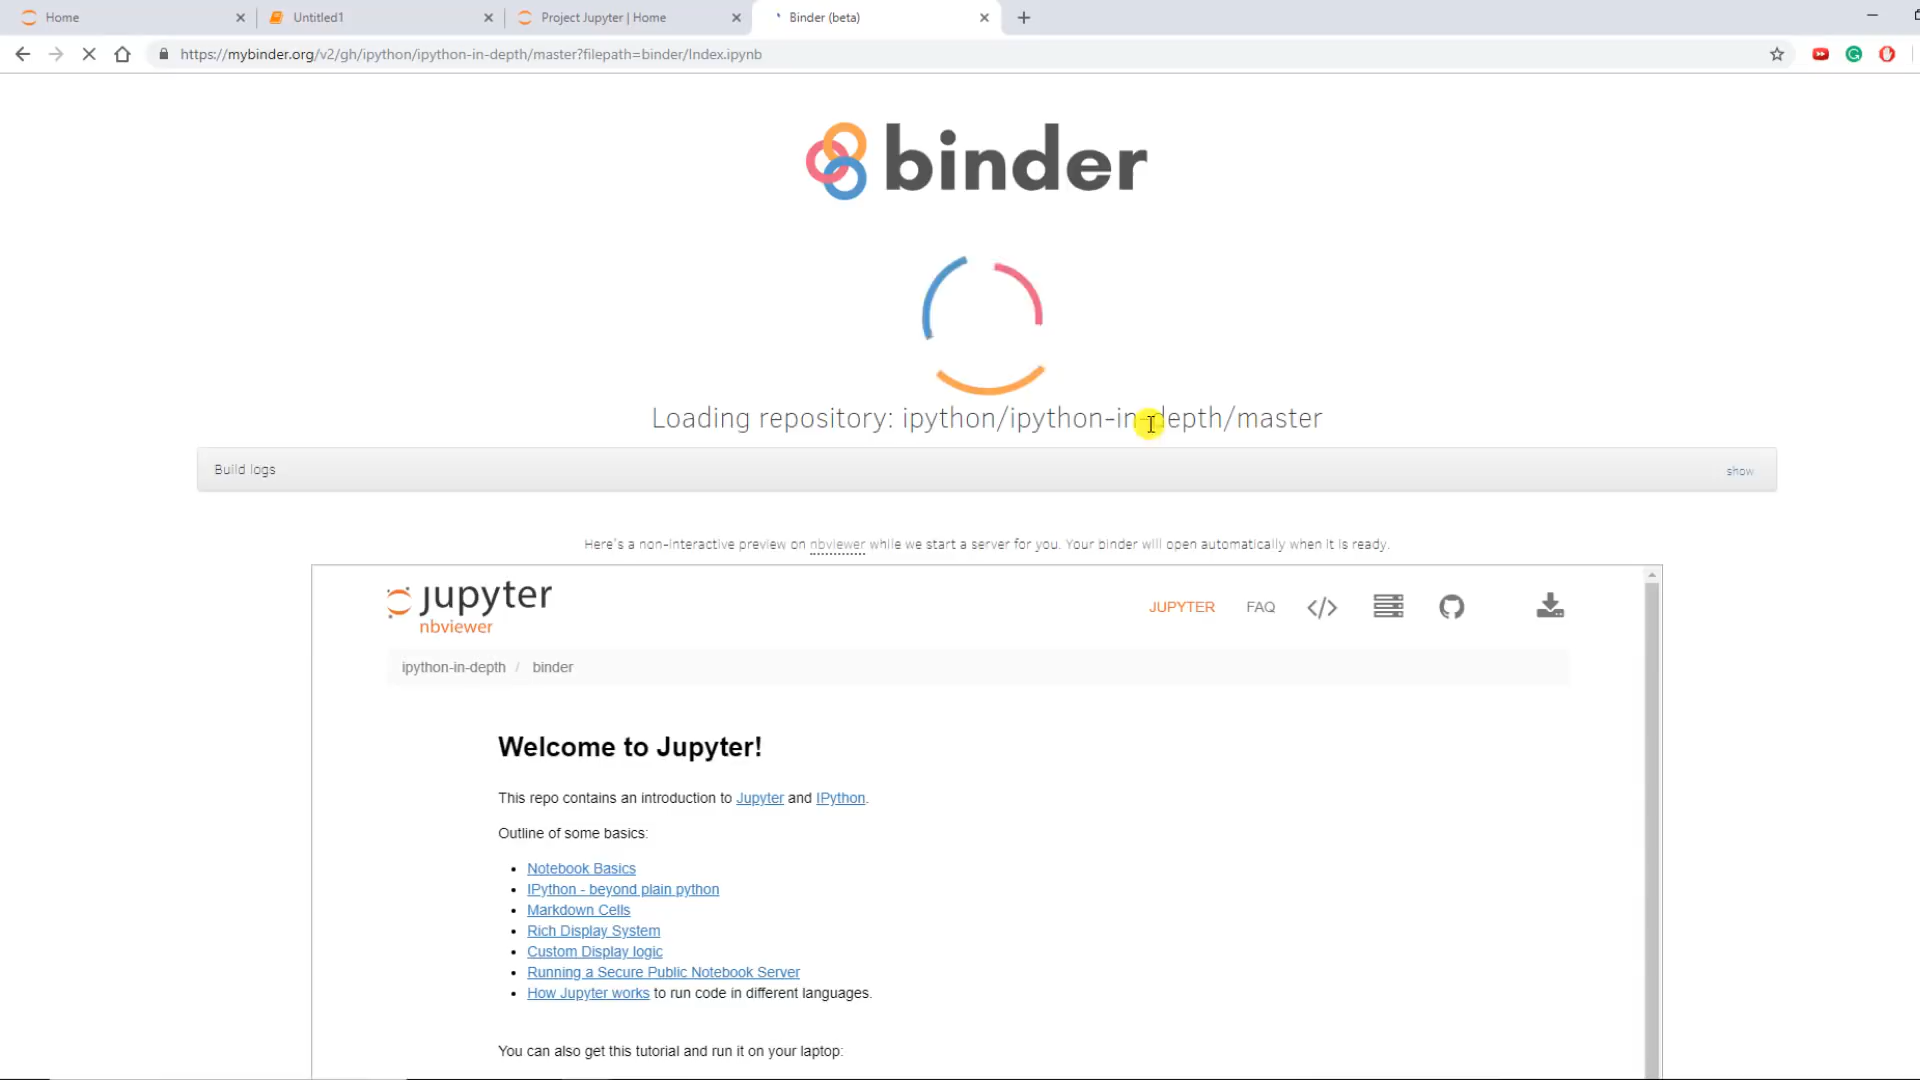 Home
Untitled1
Project Jupyter | Home
Binder (beta)
https://mybinder.org/v2/gh/ipython/ipython-in-depth/master?filepath=binder/Index.ipynb
binder
Loading repository: ipython/ipython-in-depth/master
Build logs
show
Here's a non-interactive preview on nbviewer while we start a server for you. Your binder will open automatically when it is ready.
jupyter
nbviewer
JUPYTER
FAQ
ipython-in-depth / binder
Welcome to Jupyter!
This repo contains an introduction to Jupyter and IPython.
Outline of some basics:
• Notebook Basics
• IPython - beyond plain python
• Markdown Cells
• Rich Display System
• Custom Display logic
• Running a Secure Public Notebook Server
• How Jupyter works to run code in different languages.
You can also get this tutorial and run it on your laptop: